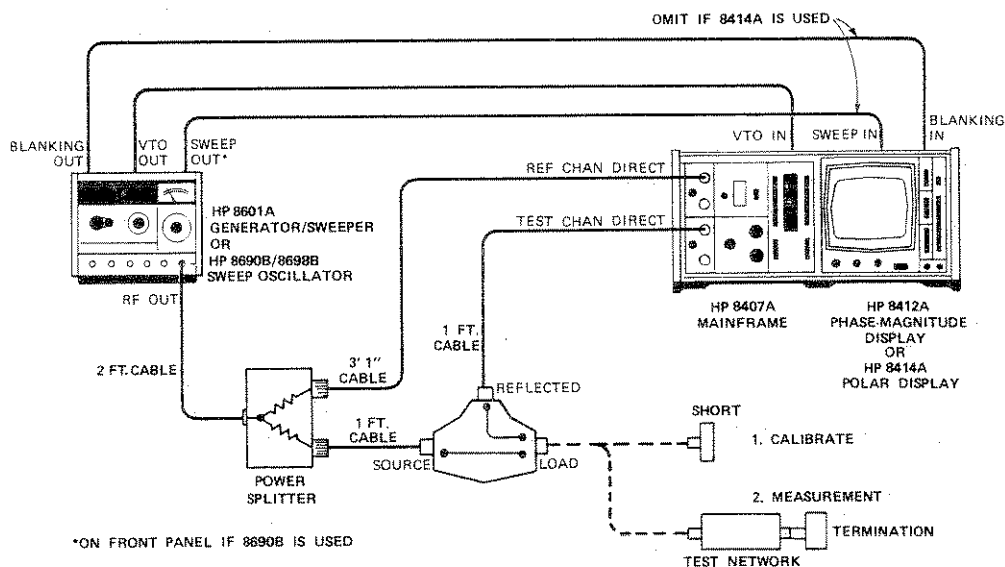 OMIT IF 8414A IS USED
BLANKING
OUT
VTO
OUT
SWEEP
OUT*
VTO IN
SWEEP IN
BLANKING
IN
REF CHAN DIRECT
TEST CHAN DIRECT
HP 8601A
GENERATOR/SWEEPER
OR
HP 8690B/8698B
SWEEP OSCILLATOR
RF OUT
HP 8407A
MAINFRAME
HP 8412A
PHASE-MAGNITUDE
DISPLAY
OR
HP 8414A
POLAR DISPLAY
1 FT.
CABLE
2 FT. CABLE
3' 1"
CABLE
REFLECTED
1 FT.
CABLE
SOURCE
LOAD
SHORT
1. CALIBRATE
POWER
SPLITTER
2. MEASUREMENT
TERMINATION
TEST NETWORK
*ON FRONT PANEL IF 8690B IS USED